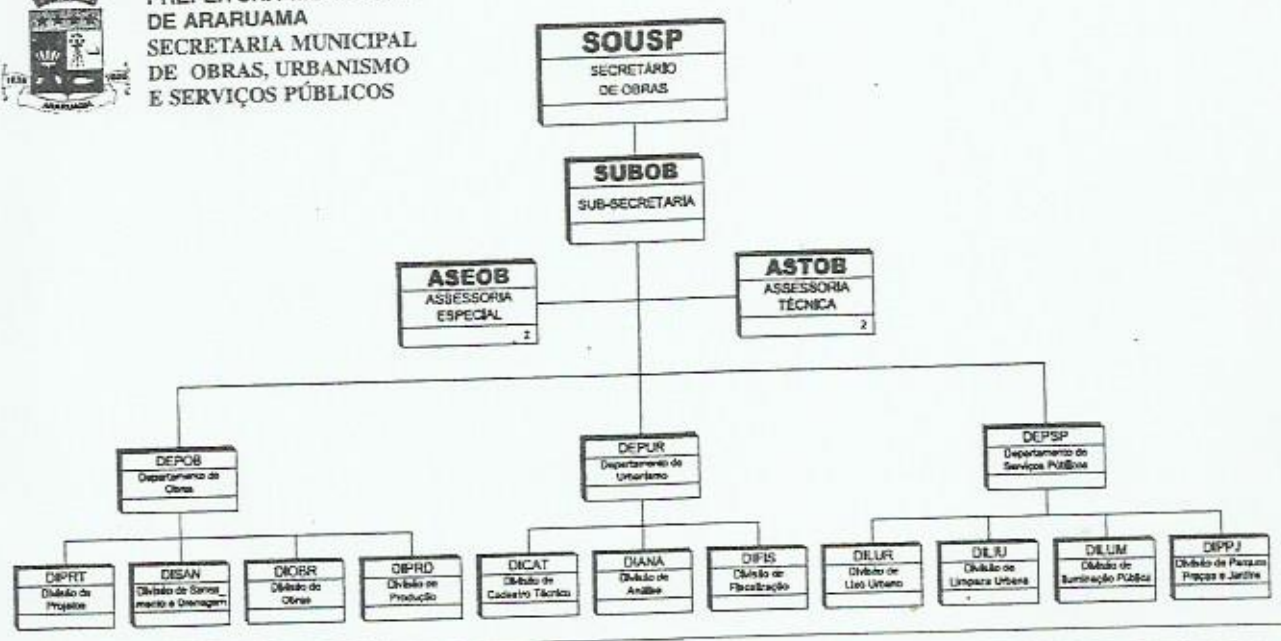 DE ARARUAMA
SECRETARIA MUNICIPAL
DE OBRAS, URBANISMO
E SERVIÇOS PÚBLICOS
ARARUAMA
SOUSP
SECRETÁRIO
DE OBRAS
SUBOB
SUB-SECRETARIA
ASEOB
ASSESSORIA
ESPECIAL
2
ASTOB
ASSESSORIA
TÉCNICA
2
DEPOB
Departamento de
Obras
DEPUR
Departamento de
Urbanismo
DEPSP
Departamento de
Serviços Públicos
DIPRT
Divisão de
Projetos
DISAN
Divisão de Sanea_
mento e Drenagem
DIOBR
Divisão de
Obras
DIPRD
Divisão de
Produção
DICAT
Divisão de
Cadastro Técnico
DIANA
Divisão de
Análise
DIFIS
Divisão de
Fiscalização
DILUR
Divisão de
Urbano
DILIU
Divisão de
Limpeza Urbana
DILUM
Divisão de
Iluminação Pública
DIPPJ
Divisão de Parques
Praças e Jardins